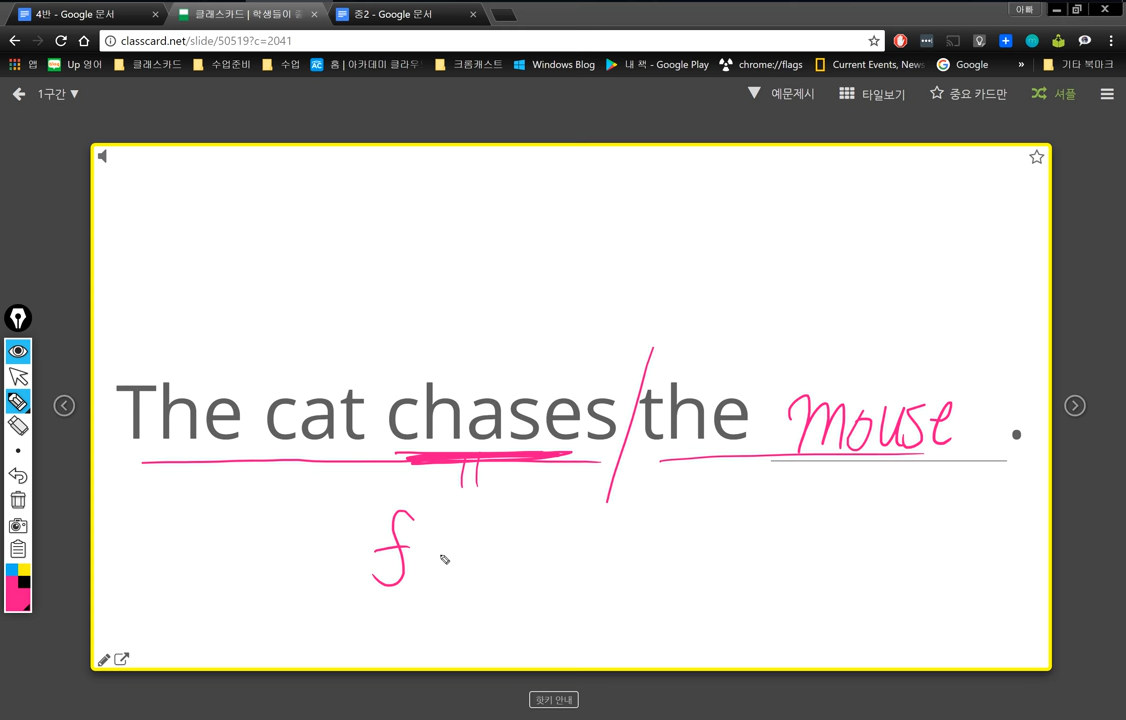 4반 - Google 문서
클래스카드 | 학생들이 즐
중2 - Google 문서
아빠
classcard.net/slide/50519?c=2041
앱 Up 영어 클래스카드 수업준비 수업 홈 | 아카데미 클라우 크롬캐스트 Windows Blog 내 책 - Google Play chrome://flags Current Events, News Google » 기타 북마크
1구간 ▼ ▼ 예문제시 타일보기 중요 카드만 셔플
The cat chases / the mouse .
f
핫키 안내